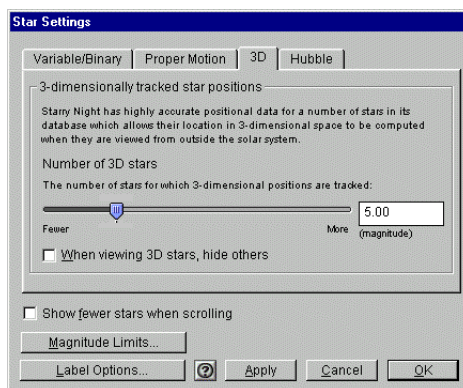 Star Settings
Variable/Binary Proper Motion 3D Hubble
3-dimensionally tracked star positions
Starry Night has highly accurate positional data for a number of stars in its
database which allows their location in 3-dimensional space to be computed
when they are viewed from outside the solar system.
Number of 3D stars
The number of stars for which 3-dimensional positions are tracked:
5.00
Fewer More (magnitude)
When viewing 3D stars, hide others
Show fewer stars when scrolling
Magnitude Limits...
Label Options... ? Apply Cancel OK